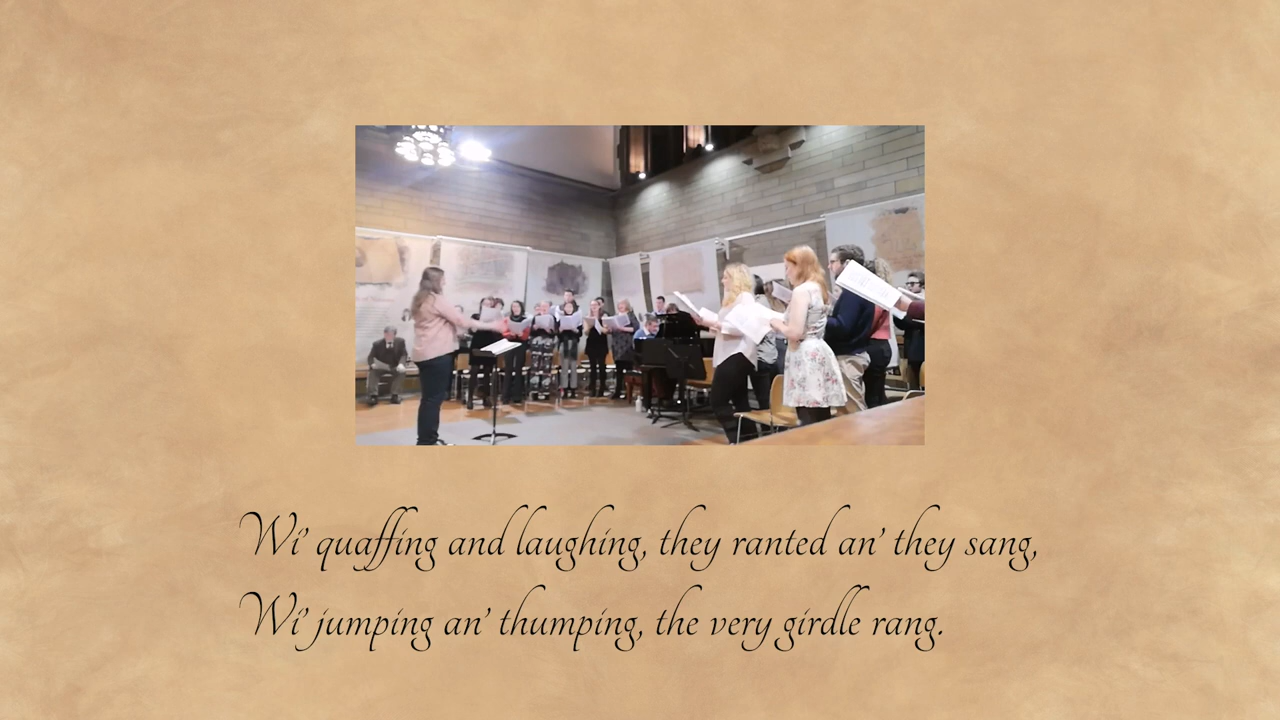 Wi' quaffing and laughing, they ranted an' they sang,
Wi' jumping an' thumping, the very girdle rang.